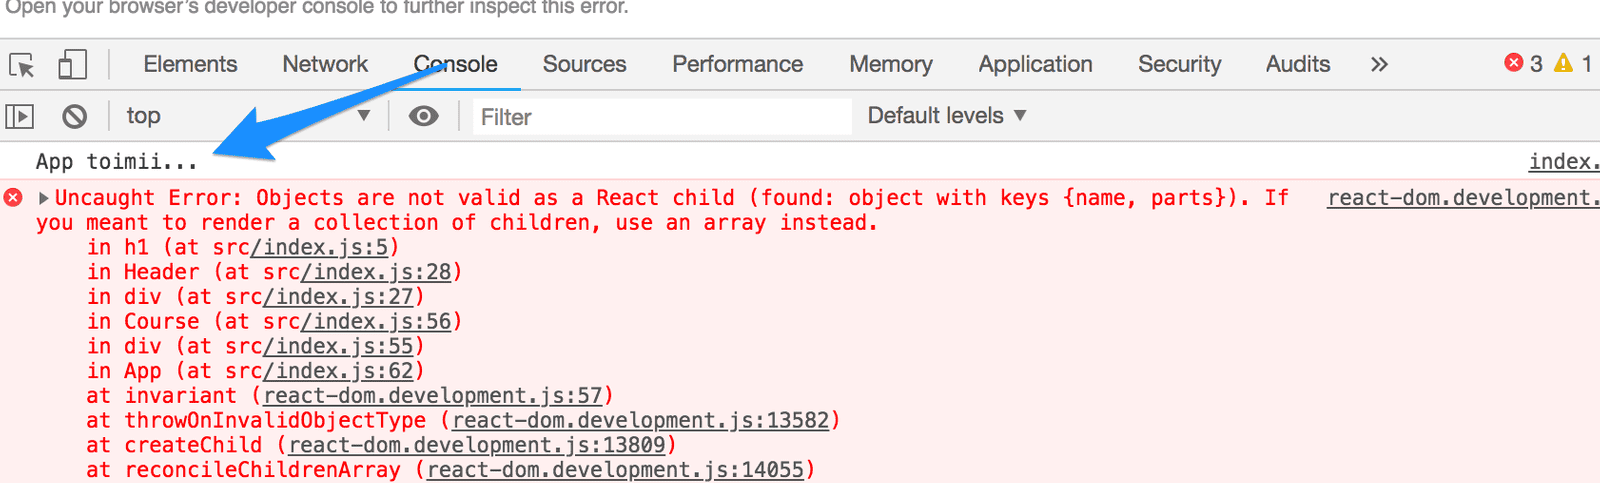 Open your browser's developer console to further inspect this error.
Elements Network Console Sources Performance Memory Application Security Audits » 3 1
top ▼ Filter Default levels ▼
App toimii... index.
▶Uncaught Error: Objects are not valid as a React child (found: object with keys {name, parts}). If react-dom.development.
you meant to render a collection of children, use an array instead.
in h1 (at src/index.js:5)
in Header (at src/index.js:28)
in div (at src/index.js:27)
in Course (at src/index.js:56)
in div (at src/index.js:55)
in App (at src/index.js:62)
at invariant (react-dom.development.js:57)
at throwOnInvalidObjectType (react-dom.development.js:13582)
at createChild (react-dom.development.js:13809)
at reconcileChildrenArray (react-dom.development.js:14055)